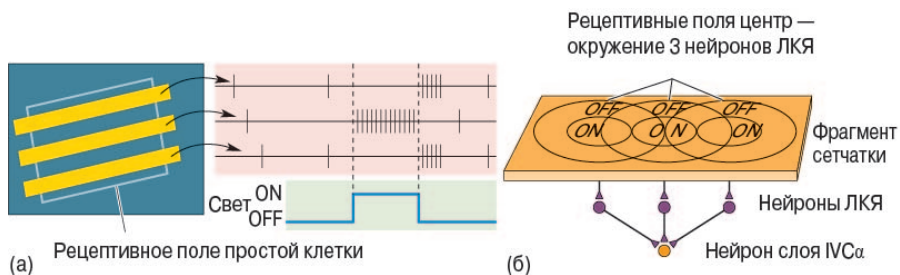 Рецептивные поля центр —
окружение 3 нейронов ЛКЯ
OFF OFF OFF
ON ON ON
Фрагмент
сетчатки
Свет ON
OFF
Нейроны ЛКЯ
(а) Рецептивное поле простой клетки
(б) Нейрон слоя IVCα